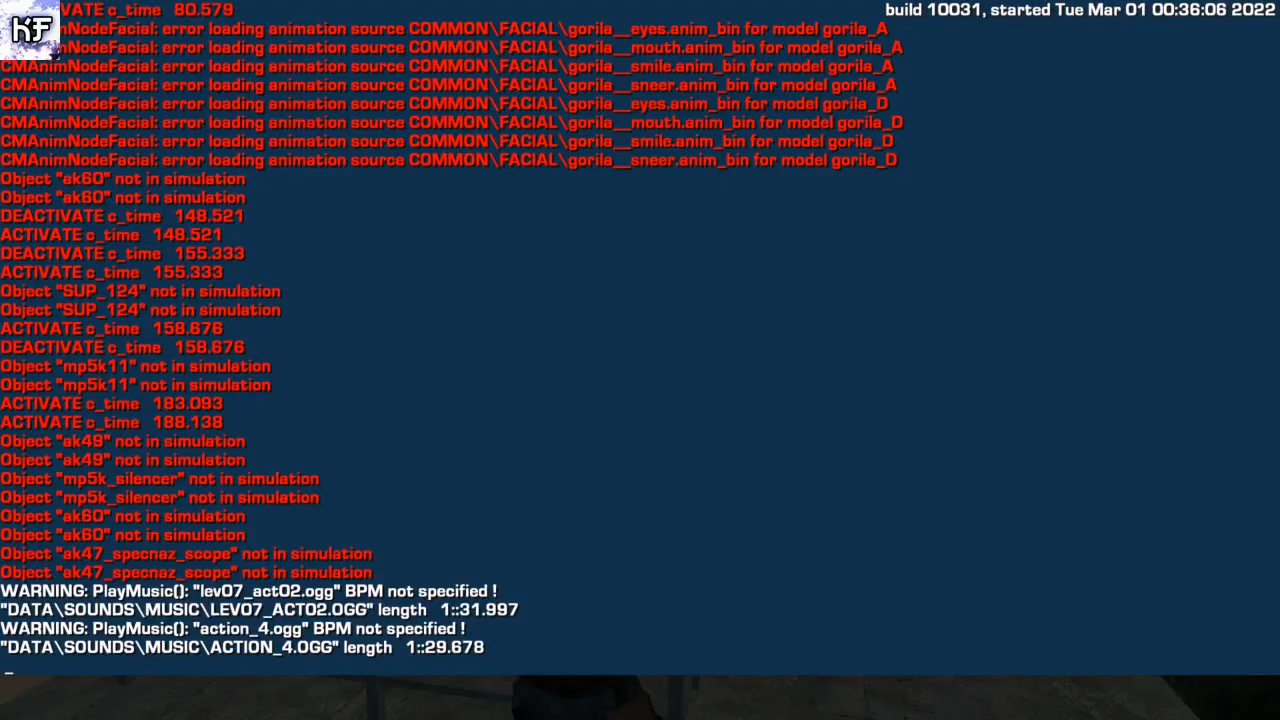 KF
VATE c_time 80.579
build 10031, started Tue Mar 01 00:36:06 2022
mNodeFacial: error loading animation source COMMON\FACIAL\gorila__eyes.anim_bin for model gorila_A
mNodeFacial: error loading animation source COMMON\FACIAL\gorila__mouth.anim_bin for model gorila_A
CMAnimNodeFacial: error loading animation source COMMON\FACIAL\gorila__smile.anim_bin for model gorila_A
CMAnimNodeFacial: error loading animation source COMMON\FACIAL\gorila__sneer.anim_bin for model gorila_A
CMAnimNodeFacial: error loading animation source COMMON\FACIAL\gorila__eyes.anim_bin for model gorila_D
CMAnimNodeFacial: error loading animation source COMMON\FACIAL\gorila__mouth.anim_bin for model gorila_D
CMAnimNodeFacial: error loading animation source COMMON\FACIAL\gorila__smile.anim_bin for model gorila_D
CMAnimNodeFacial: error loading animation source COMMON\FACIAL\gorila__sneer.anim_bin for model gorila_D
Object "ak60" not in simulation
Object "ak60" not in simulation
DEACTIVATE c_time 148.521
ACTIVATE c_time 148.521
DEACTIVATE c_time 155.333
ACTIVATE c_time 155.333
Object "SUP_124" not in simulation
Object "SUP_124" not in simulation
ACTIVATE c_time 158.676
DEACTIVATE c_time 158.676
Object "mp5k11" not in simulation
Object "mp5k11" not in simulation
ACTIVATE c_time 183.093
ACTIVATE c_time 188.138
Object "ak49" not in simulation
Object "ak49" not in simulation
Object "mp5k_silencer" not in simulation
Object "mp5k_silencer" not in simulation
Object "ak60" not in simulation
Object "ak60" not in simulation
Object "ak47_specnaz_scope" not in simulation
Object "ak47_specnaz_scope" not in simulation
WARNING: PlayMusic(): "lev07_act02.ogg" BPM not specified !
"DATA\SOUNDS\MUSIC\LEV07_ACT02.OGG" length 1::31.997
WARNING: PlayMusic(): "action_4.ogg" BPM not specified !
"DATA\SOUNDS\MUSIC\ACTION_4.OGG" length 1::29.678
_